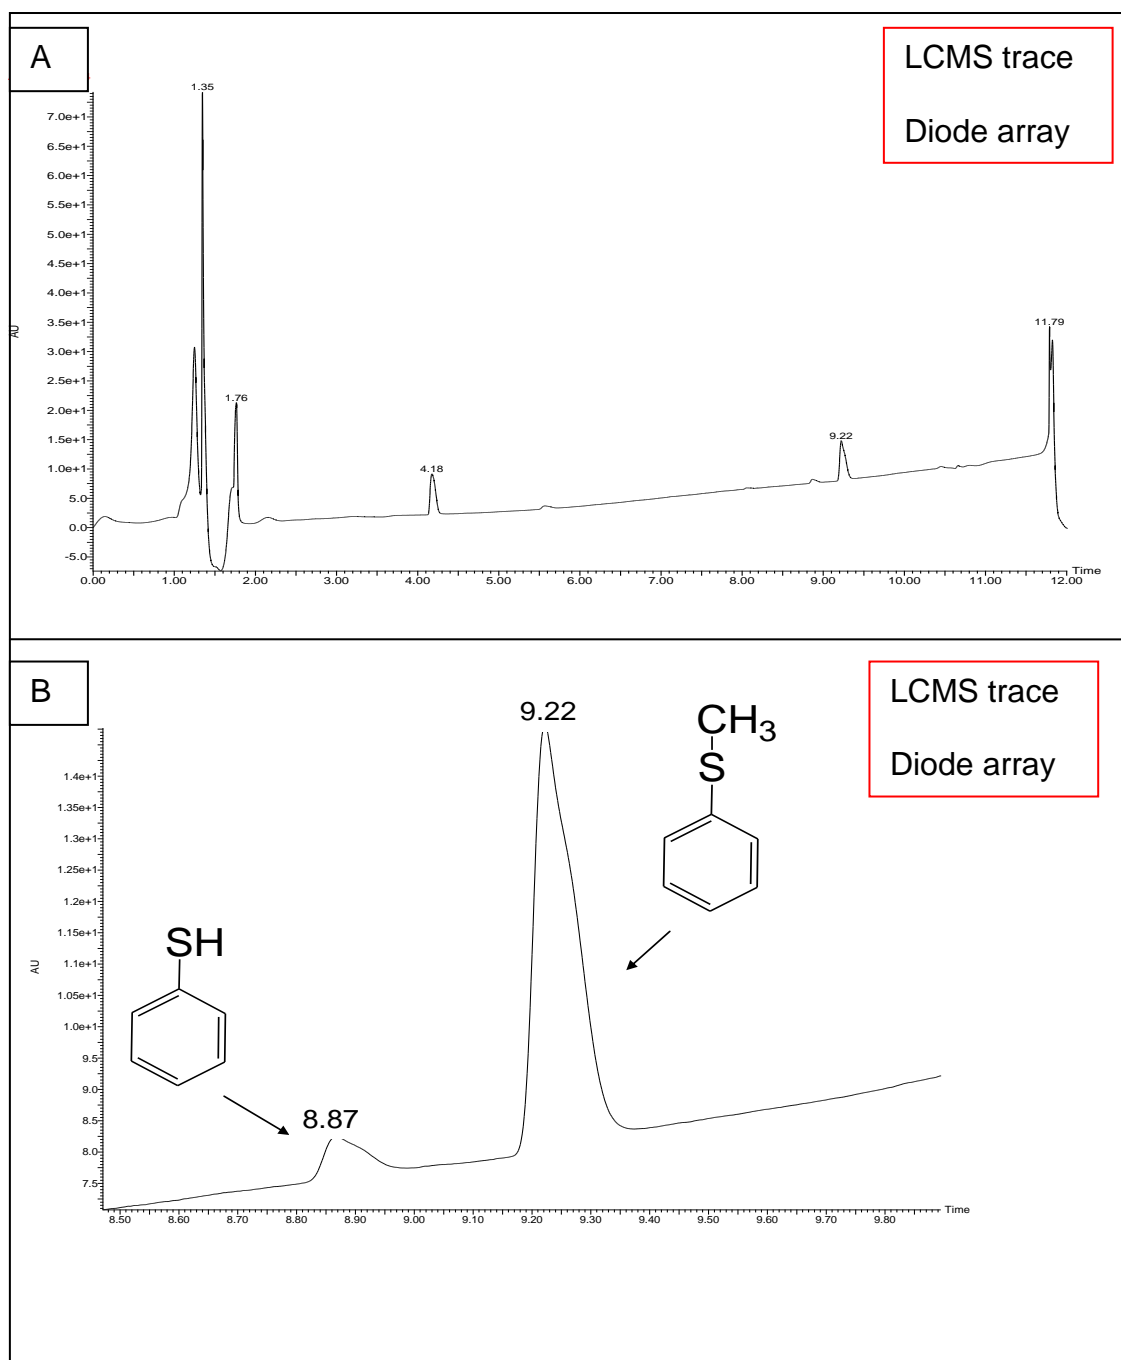 A
LCMS trace
Diode array
1.35
7.0e+1
6.5e+1
6.0e+1
5.5e+1
5.0e+1
4.5e+1
4.0e+1
AU
3.5e+1
11.79
3.0e+1
2.5e+1
1.76
2.0e+1
1.5e+1
9.22
1.0e+1
4.18
5.0
0.0
-5.0
Time
0.00 1.00 2.00 3.00 4.00 5.00 6.00 7.00 8.00 9.00 10.00 11.00 12.00
B
LCMS trace
Diode array
9.22
CH3
S
1.4e+1
1.35e+1
1.3e+1
1.25e+1
1.2e+1
1.15e+1
SH
1.1e+1
AU
1.05e+1
1.0e+1
9.5
9.0
8.87
8.5
8.0
7.5
Time
8.50 8.60 8.70 8.80 8.90 9.00 9.10 9.20 9.30 9.40 9.50 9.60 9.70 9.80